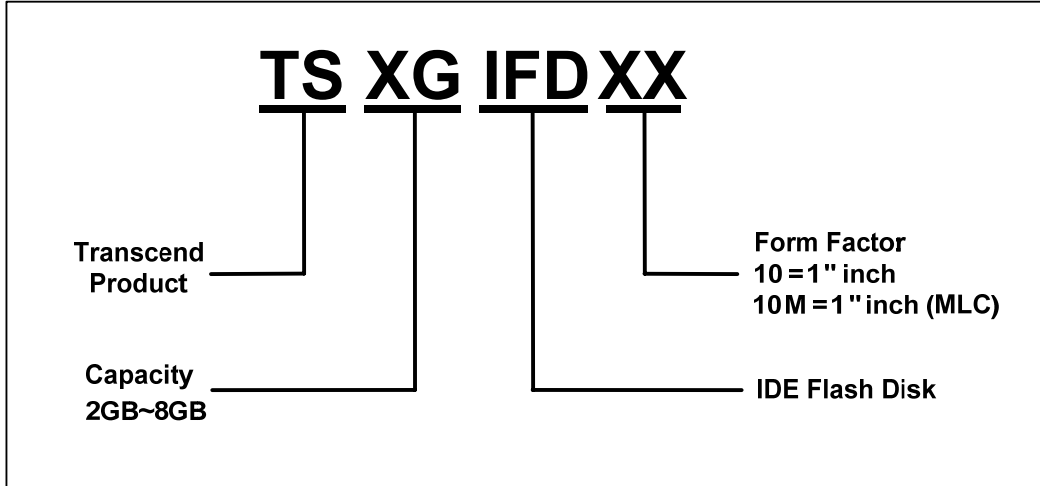 TS XG IFD XX
Transcend
Product
Form Factor
10 =1" inch
10M =1" inch (MLC)
Capacity
2GB~8GB
IDE Flash Disk